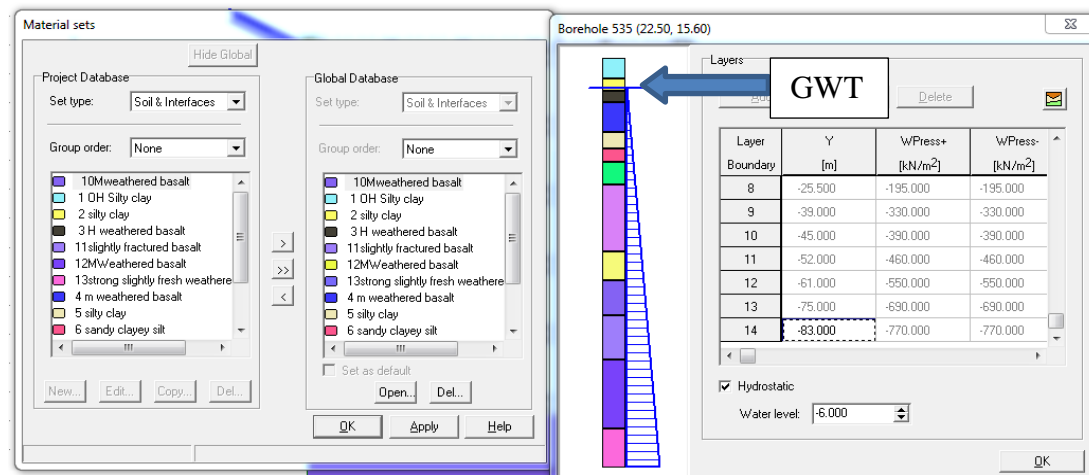 Material sets
Hide Global
Project Database
Set type: Soil & Interfaces
Group order: None
10Mweathered basalt
1 OH Silty clay
2 silty clay
3 H weathered basalt
11slightly fractured basalt
12MWeathered basalt
13strong slightly fresh weathere
4 m weathered basalt
5 silty clay
6 sandy clayey silt
New... Edit... Copy... Del...
>
>>
<
Global Database
Set type: Soil & Interfaces
Group order: None
10Mweathered basalt
1 OH Silty clay
2 silty clay
3 H weathered basalt
11slightly fractured basalt
12MWeathered basalt
13strong slightly fresh weathere
4 m weathered basalt
5 silty clay
6 sandy clayey silt
Set as default
Open... Del...
OK Apply Help
Borehole 535 (22.50, 15.60)
Layers
GWT
Delete
Layer Y WPress+ WPress-
Boundary [m] [kN/m²] [kN/m²]
8 -25.500 -195.000 -195.000
9 -39.000 -330.000 -330.000
10 -45.000 -390.000 -390.000
11 -52.000 -460.000 -460.000
12 -61.000 -550.000 -550.000
13 -75.000 -690.000 -690.000
14 -83.000 -770.000 -770.000
Hydrostatic
Water level: -6.000
OK